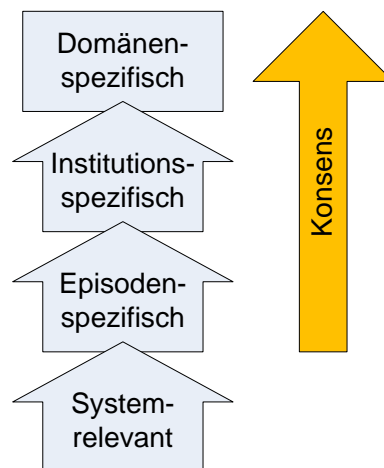 Domänen-
spezifisch
Institutions-
spezifisch
Episoden-
spezifisch
System-
relevant
Konsens